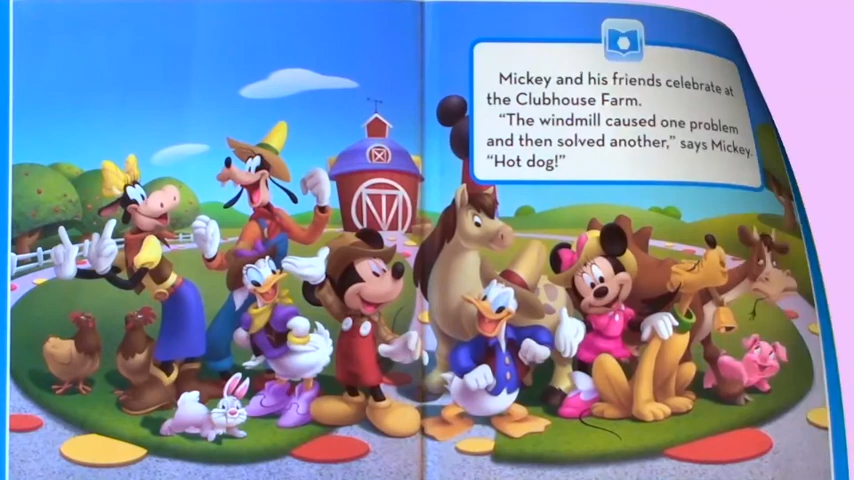 Mickey and his friends celebrate at
the Clubhouse Farm.
"The windmill caused one problem
and then solved another," says Mickey.
"Hot dog!"